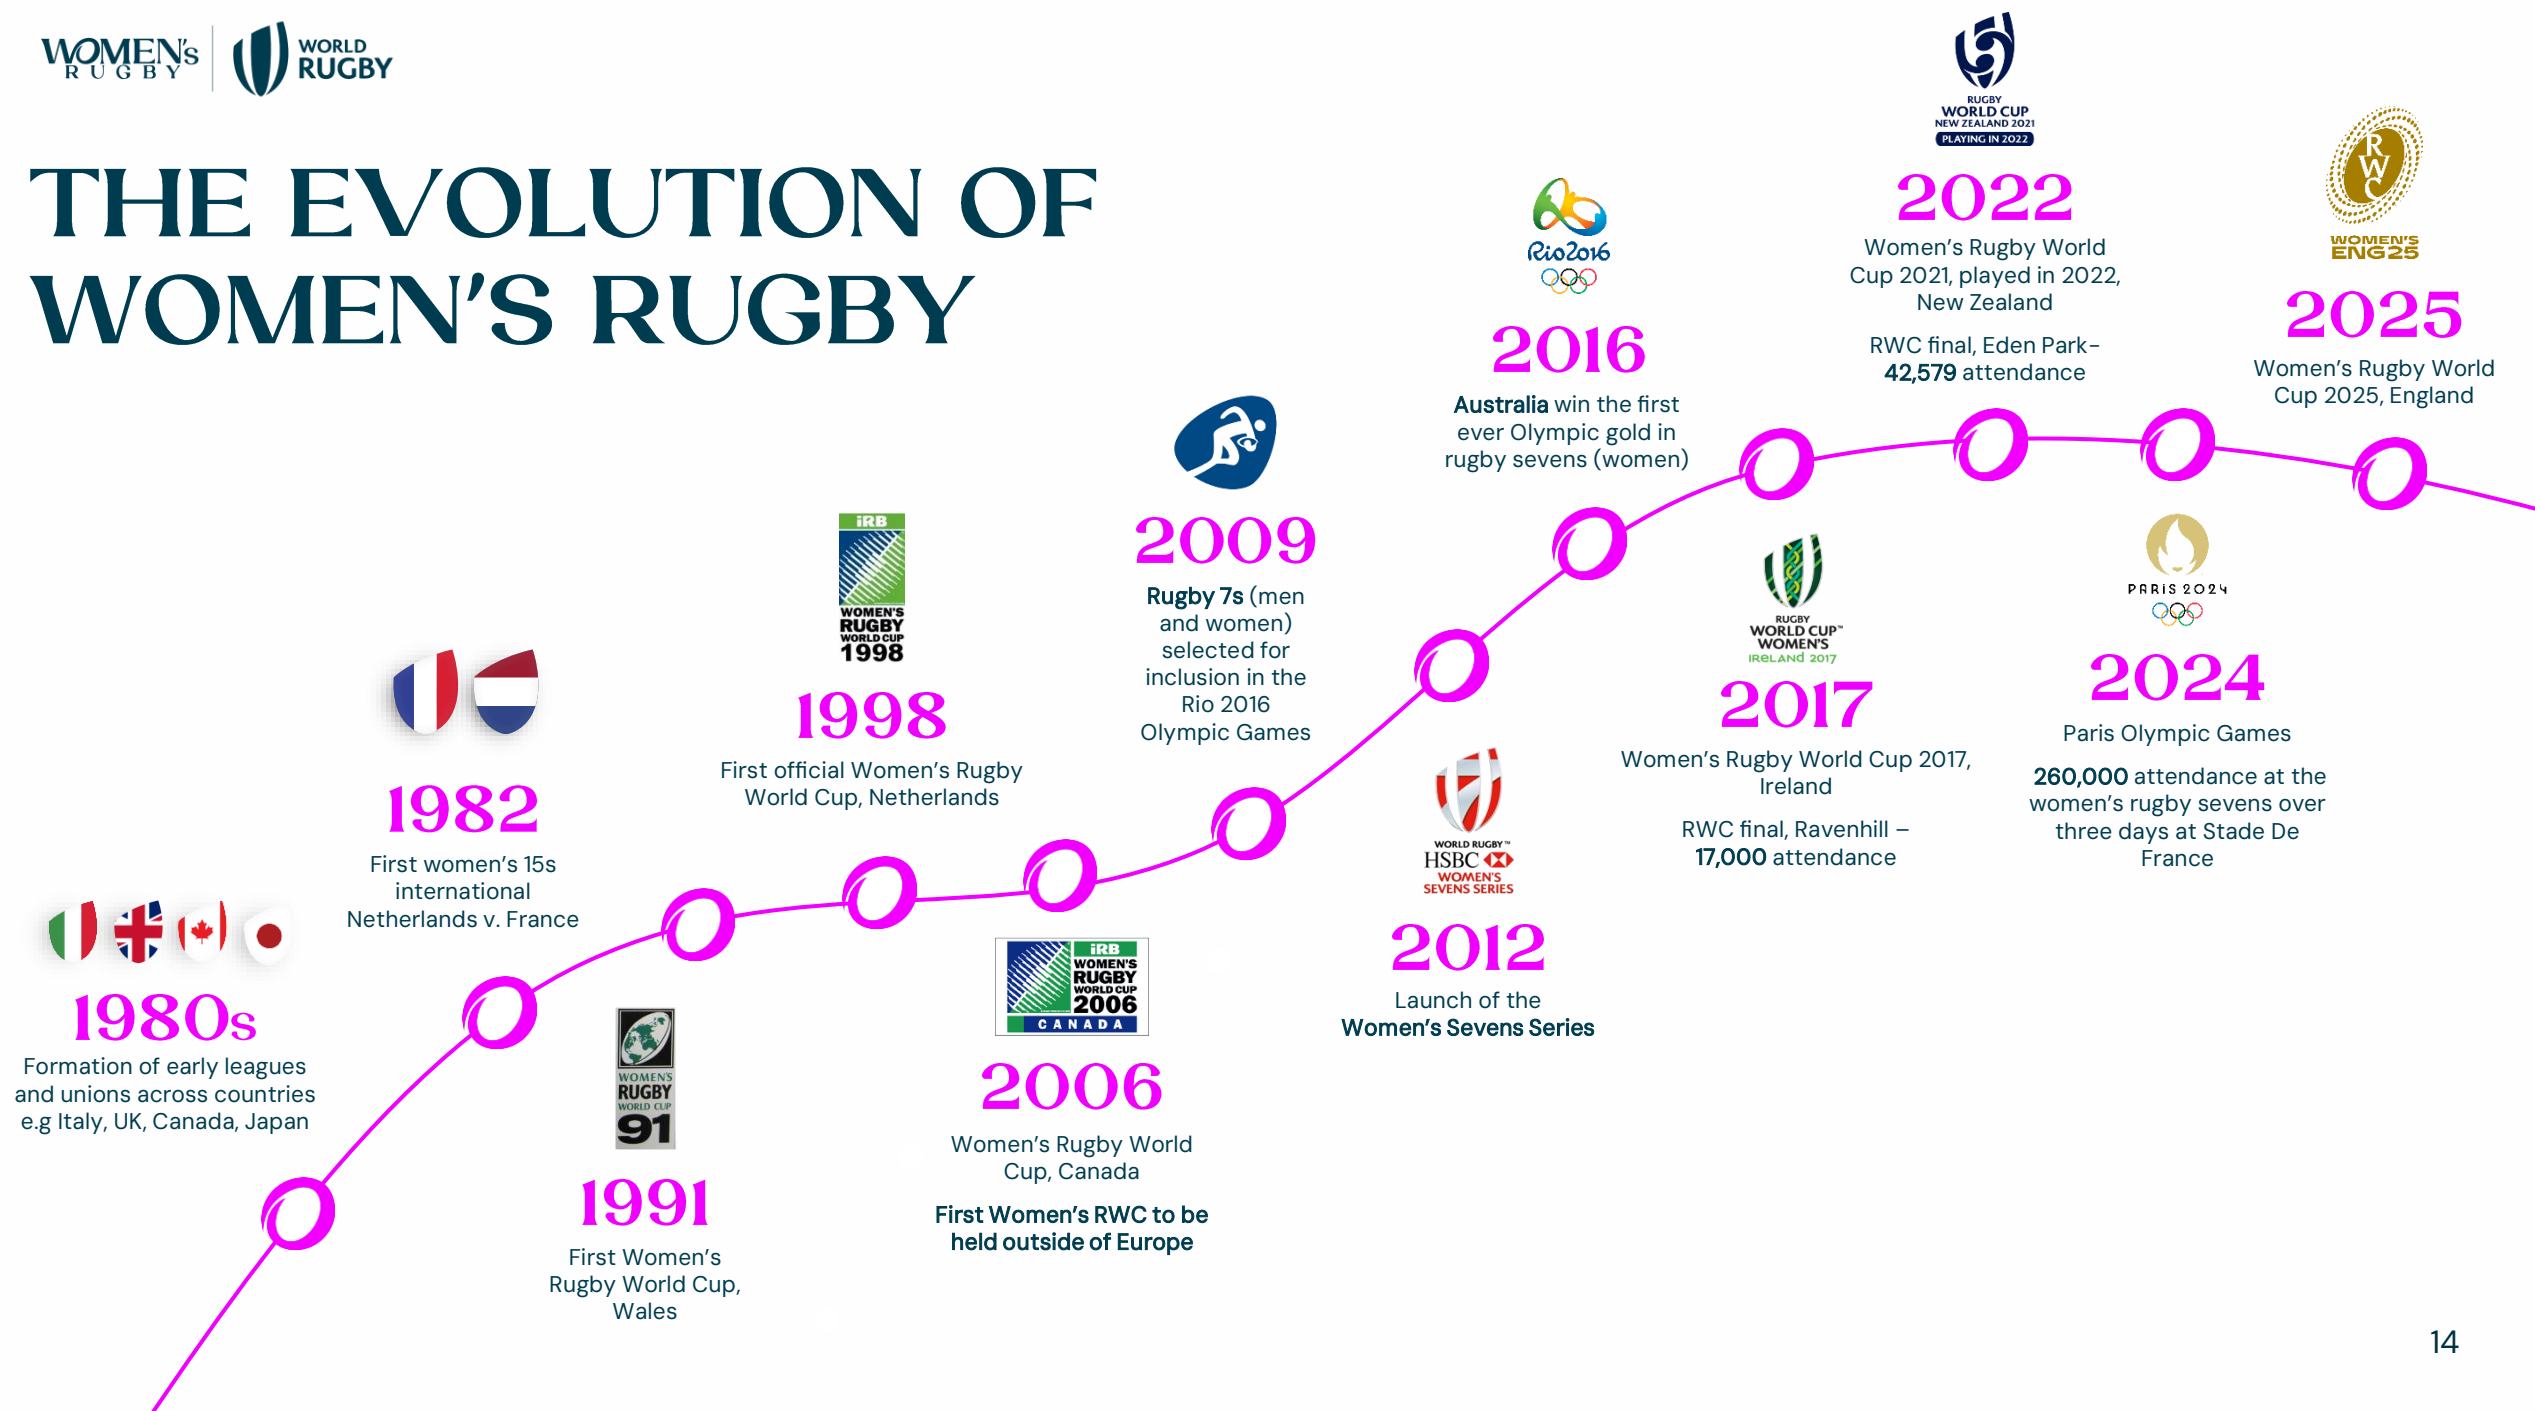 WOMEN's
RUGBY
WORLD
RUGBY
THE EVOLUTION OF
WOMEN'S RUGBY
1980s
Formation of early leagues
and unions across countries
e.g Italy, UK, Canada, Japan
1982
First women's 15s
international
Netherlands v. France
WOMEN'S
RUGBY
WORLD CUP
91
1991
First Women's
Rugby World Cup,
Wales
iRB
WOMEN'S
RUGBY
WORLD CUP
1998
1998
First official Women's Rugby
World Cup, Netherlands
iRB
WOMEN'S
RUGBY
WORLD CUP
2006
CANADA
2006
Women's Rugby World
Cup, Canada
First Women's RWC to be
held outside of Europe
2009
Rugby 7s (men
and women)
selected for
inclusion in the
Rio 2016
Olympic Games
WORLD RUGBY™
HSBC
WOMEN'S
SEVENS SERIES
2012
Launch of the
Women's Sevens Series
Rio2016
2016
Australia win the first
ever Olympic gold in
rugby sevens (women)
RUGBY
WORLD CUP™
WOMEN'S
IRELAND 2017
2017
Women's Rugby World Cup 2017,
Ireland
RWC final, Ravenhill –
17,000 attendance
RUGBY
WORLD CUP
NEW ZEALAND 2021
PLAYING IN 2022
2022
Women's Rugby World
Cup 2021, played in 2022,
New Zealand
RWC final, Eden Park-
42,579 attendance
PARIS 2024
2024
Paris Olympic Games
260,000 attendance at the
women's rugby sevens over
three days at Stade De
France
R
W
C
WOMEN'S
ENG25
2025
Women's Rugby World
Cup 2025, England
14